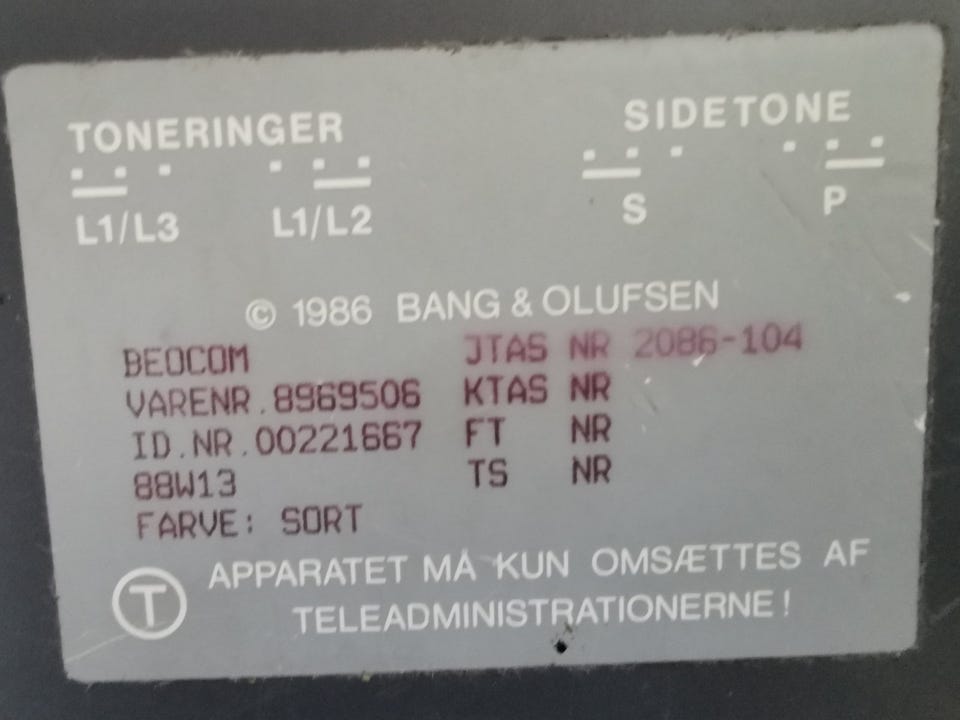 TONERINGER SIDETONE
L1/L3 L1/L2 S P
© 1986 BANG & OLUFSEN
BEOCOM JTAS NR 2086-104
VARENR.8969506 KTAS NR
ID.NR.00221667 FT NR
88W13 TS NR
FARVE: SORT
T APPARATET MÅ KUN OMSÆTTES AF
TELEADMINISTRATIONERNE!